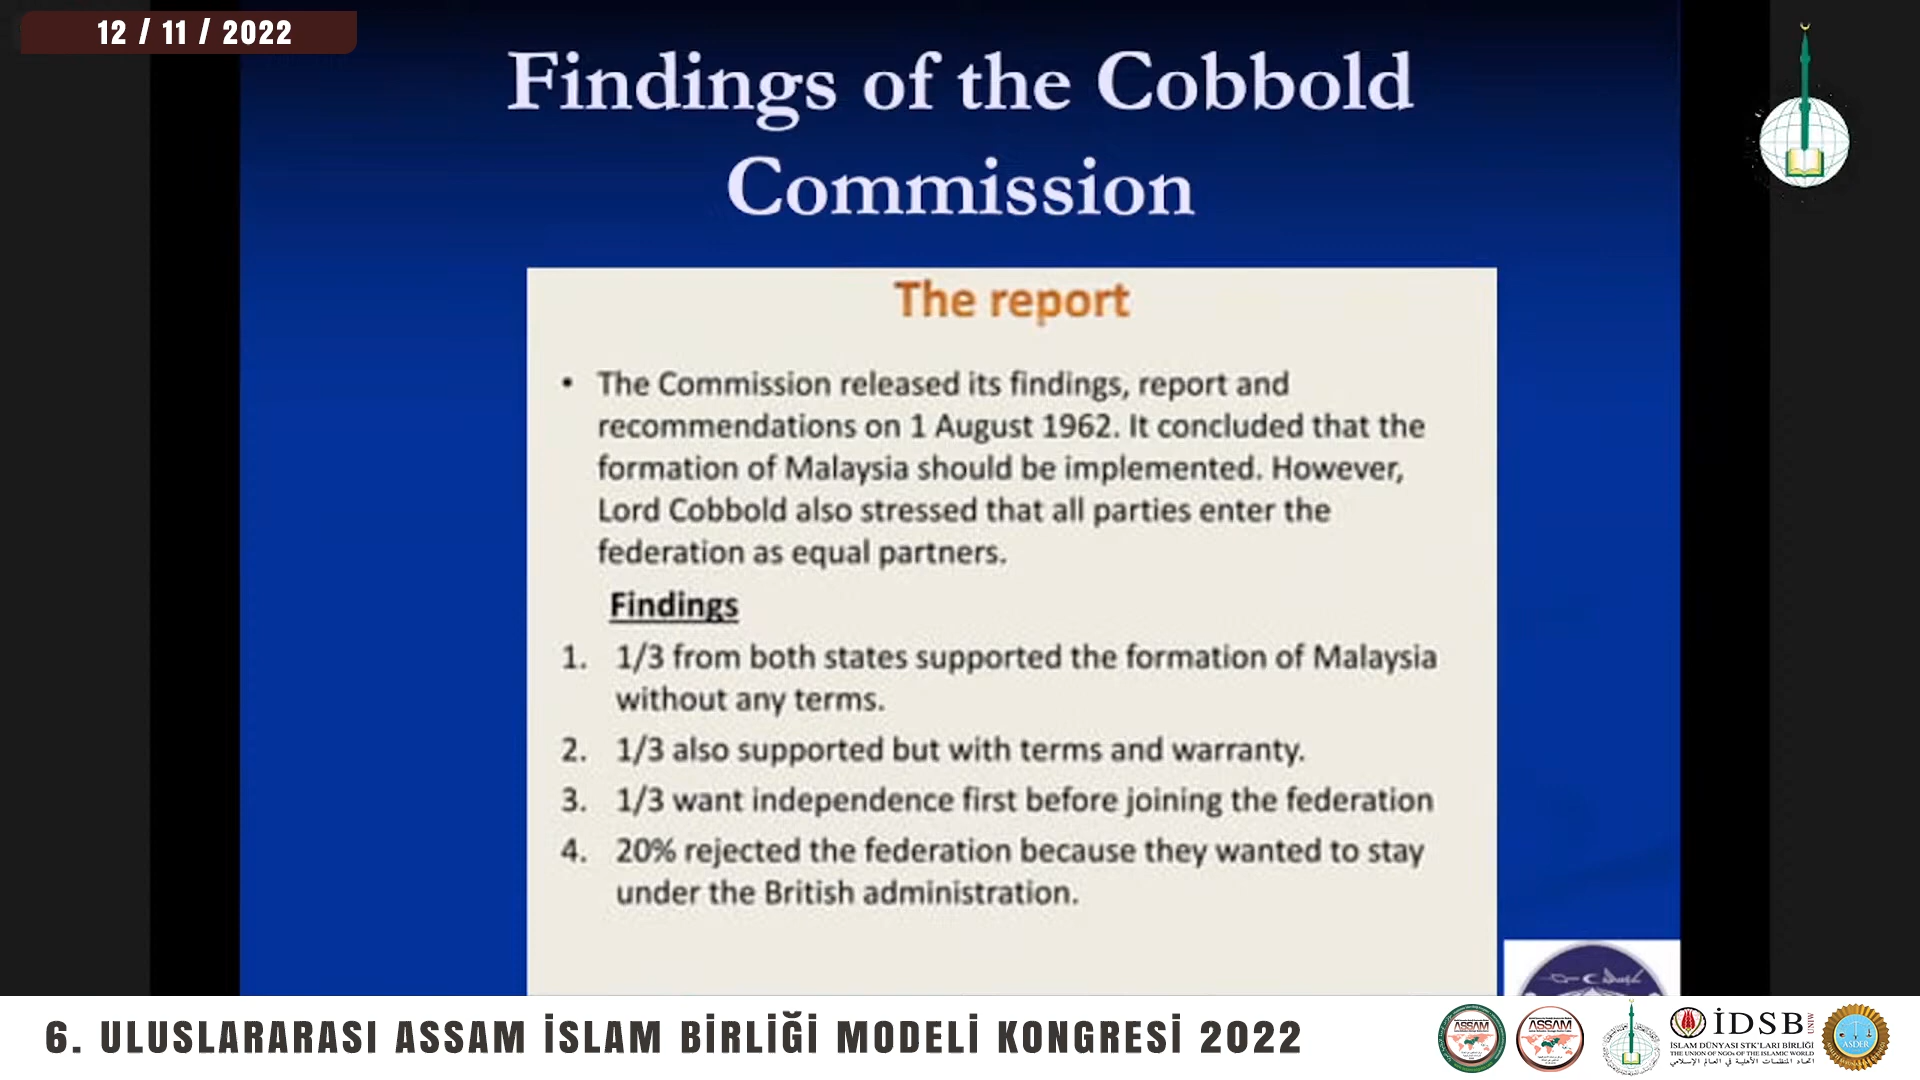 12 / 11 / 2022
Findings of the Cobbold
Commission
The report
• The Commission released its findings, report and
recommendations on 1 August 1962. It concluded that the
formation of Malaysia should be implemented. However,
Lord Cobbold also stressed that all parties enter the
federation as equal partners.
Findings
1. 1/3 from both states supported the formation of Malaysia
without any terms.
2. 1/3 also supported but with terms and warranty.
3. 1/3 want independence first before joining the federation
4. 20% rejected the federation because they wanted to stay
under the British administration.
6. ULUSLARARASI ASSAM İSLAM BİRLİĞİ MODELİ KONGRESİ 2022
ASSAM
ASSAM
İDSB
UNIW
İSLAM DÜNYASI STK'LARI BİRLİĞİ
THE UNION OF NGOs OF THE ISLAMIC WORLD
اتحاد المنظمات الأهلية في العالم الإسلامي
ASDER